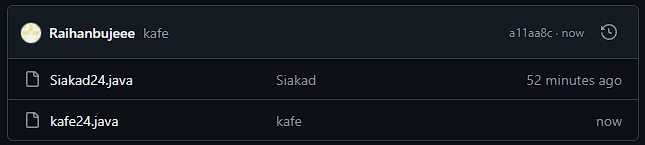 Raihanbujeee kafe a11aa8c · now
Siakad24.java Siakad 52 minutes ago
kafe24.java kafe now